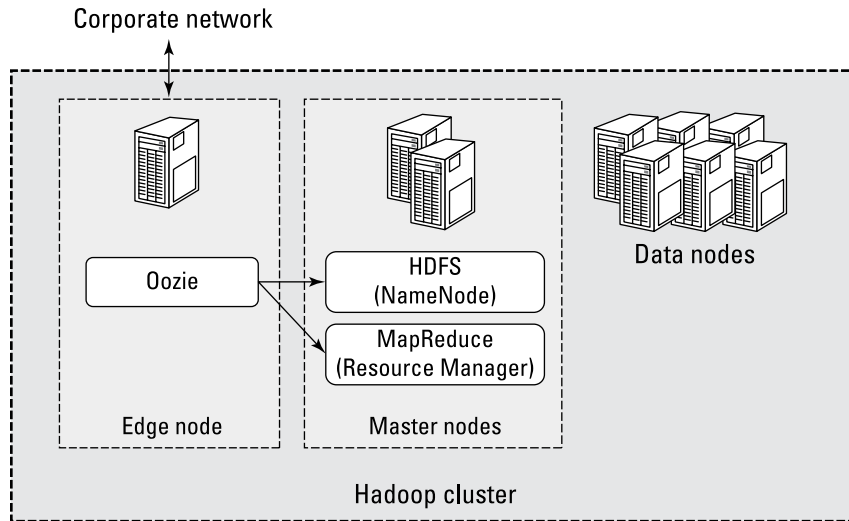 Corporate network
Oozie
HDFS
(NameNode)
MapReduce
(Resource Manager)
Data nodes
Edge node
Master nodes
Hadoop cluster